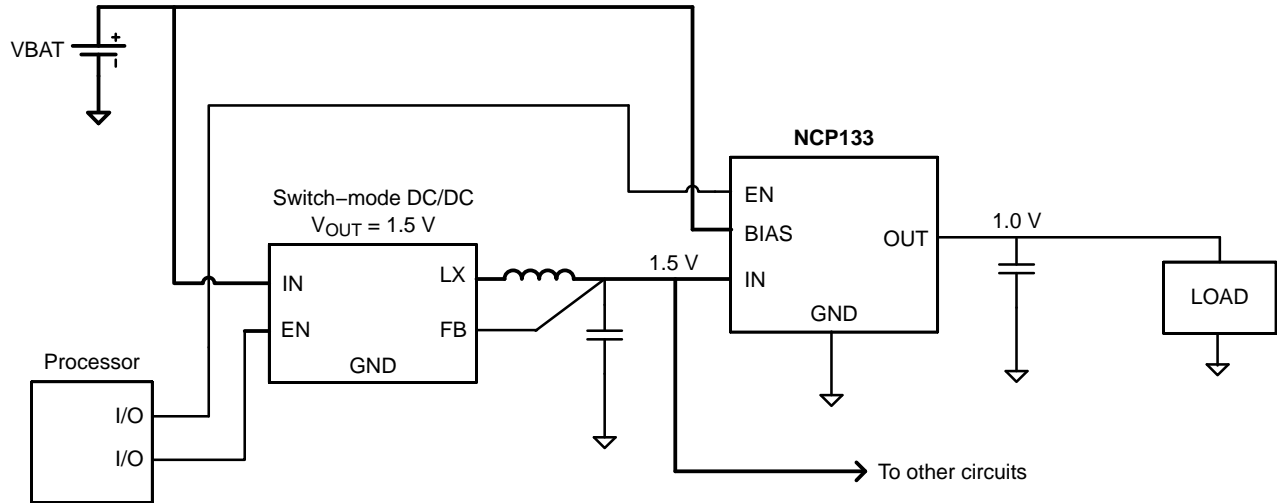 VBAT
+
−
NCP133
Switch−mode DC/DC
VOUT = 1.5 V
EN
BIAS
IN
GND
OUT
1.0 V
LOAD
1.5 V
IN
EN
GND
LX
FB
Processor
I/O
I/O
To other circuits